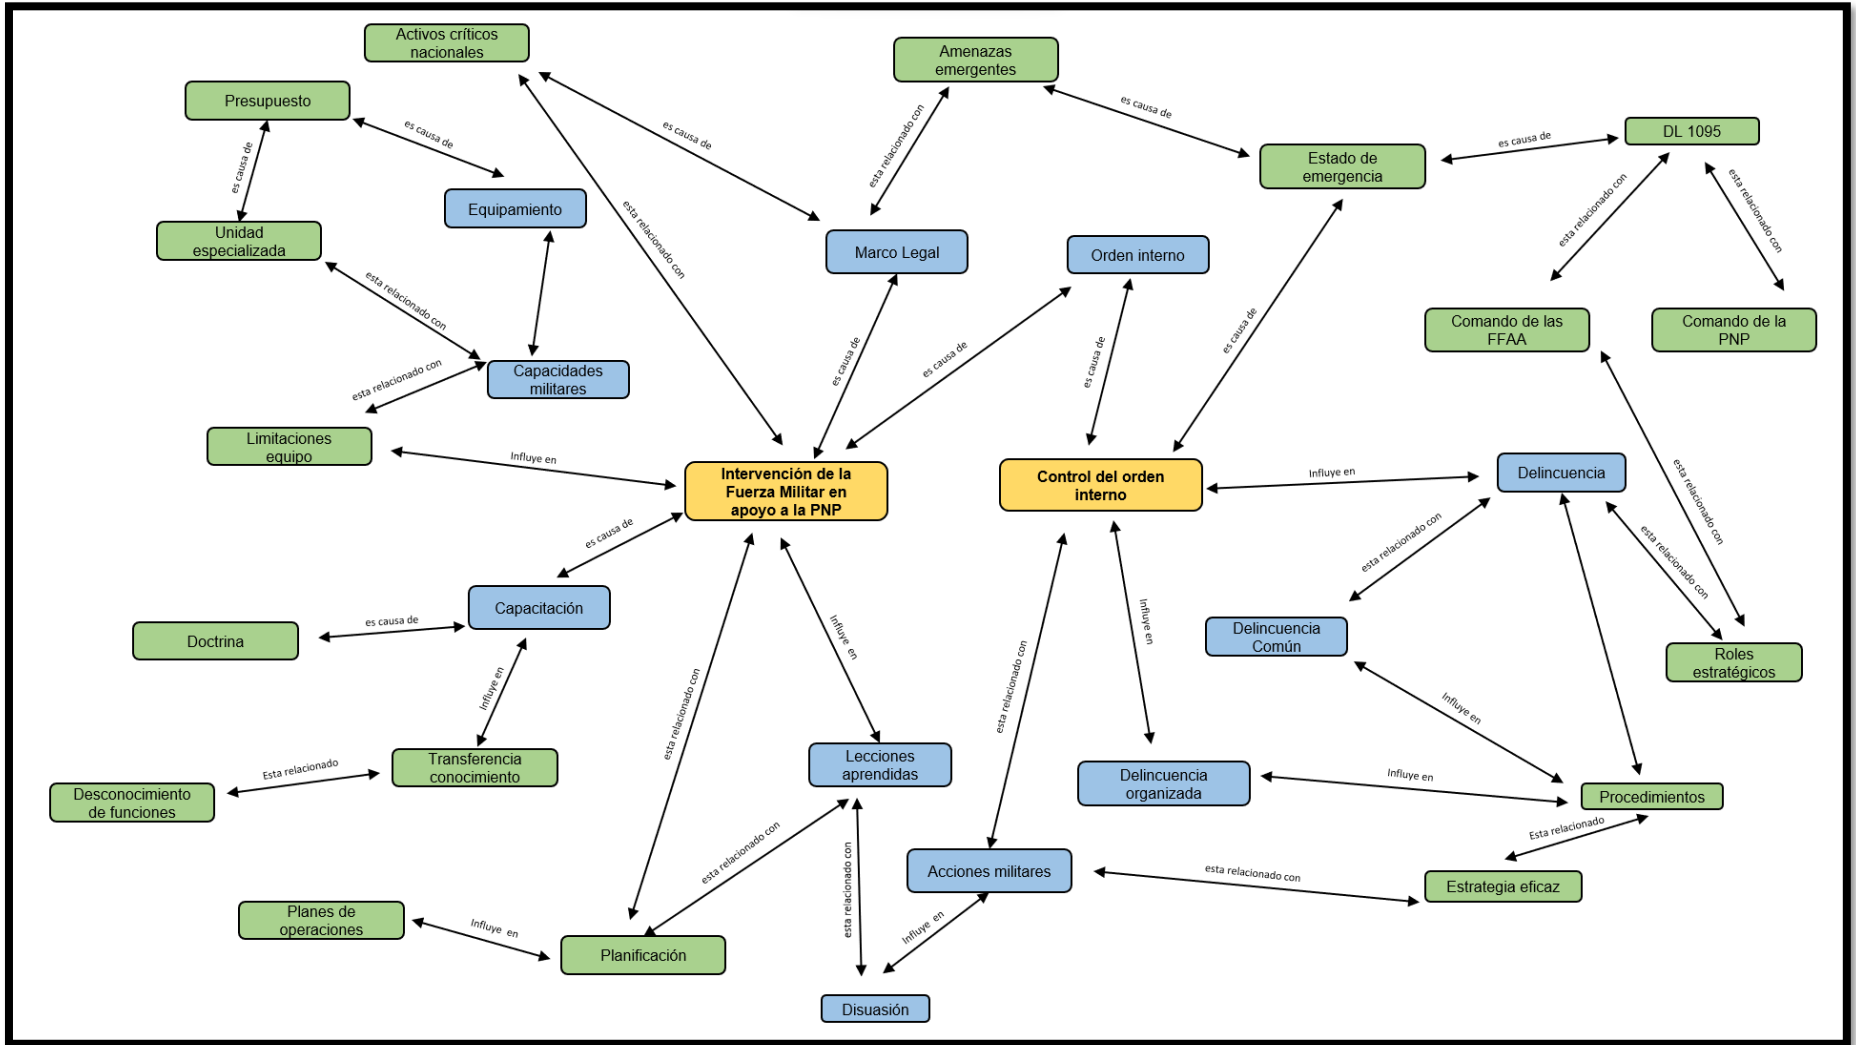 Activos críticos
nacionales
Amenazas
emergentes
Presupuesto
es causa de
es causa de
es causa de
esta relacionado con
es causa de
es causa de
DL 1095
Estado de
emergencia
es causa de
Equipamiento
esta relacionado con
esta relacionado con
esta relacionado con
Unidad
especializada
Marco Legal
Orden interno
esta relacionado con
Comando de las
FFAA
Comando de la
PNP
es causa de
es causa de
es causa de
es causa de
Capacidades
militares
esta relacionado con
Limitaciones
equipo
Influye en
Intervención de la
Fuerza Militar en
apoyo a la PNP
Control del orden
interno
Influye en
Delincuencia
esta relacionado con
esta relacionado con
esta relacionado con
es causa de
Capacitación
es causa de
Doctrina
Influye en
Influye en
Influye en
Delincuencia
Común
Roles
estratégicos
esta relacionado con
esta relacionado con
Influye en
Transferencia
conocimiento
Esta relacionado
Desconocimiento
de funciones
Lecciones
aprendidas
Delincuencia
organizada
Influye en
Procedimientos
Esta relacionado
esta relacionado con
esta relacionado con
Acciones militares
esta relacionado con
Estrategia eficaz
Planes de
operaciones
Influye en
Influye en
Planificación
Disuasión